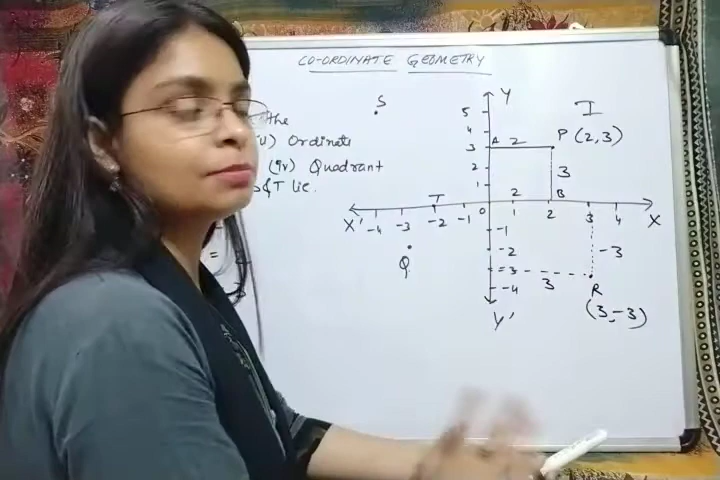 CO-ORDINATE GEOMETRY
the
Ordinate
(iv) Quadrant
S & T lie.
=
S
Y
I
5
4
3 A 2 P (2,3)
2 3
1 2 B
X' -4 -3 T -2 -1 0 1 2 3 4 X
-1
Q -2 -3
-3 3 R
-4 (3,-3)
Y'